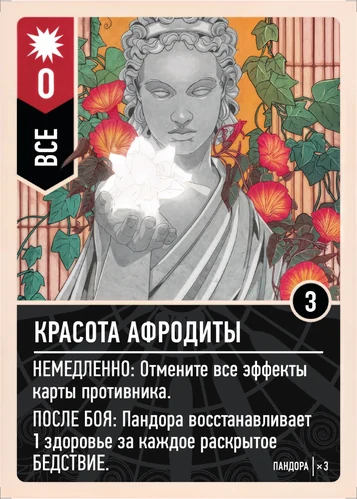 0
ВСЕ
3
КРАСОТА АФРОДИТЫ
НЕМЕДЛЕННО: Отмените все эффекты
карты противника.
ПОСЛЕ БОЯ: Пандора восстанавливает
1 здоровье за каждое раскрытое
БЕДСТВИЕ.
ПАНДОРА | ×3